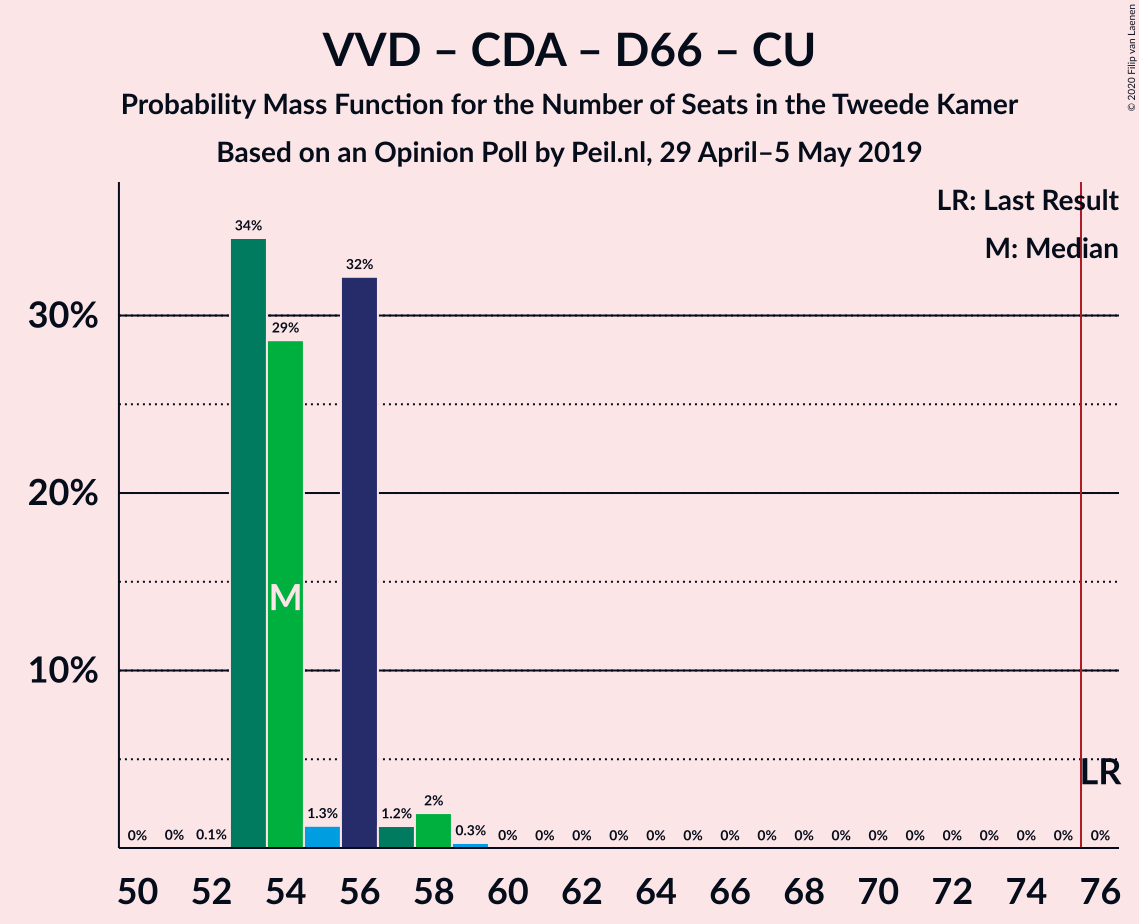 VVD – CDA – D66 – CU
Probability Mass Function for the Number of Seats in the Tweede Kamer
Based on an Opinion Poll by Peil.nl, 29 April–5 May 2019
© 2020 Filip van Laenen
LR: Last Result
M: Median
30%
20%
10%
0% 0% 0.1% 34% 29% 1.3% 32% 1.2% 2% 0.3% 0% 0% 0% 0% 0% 0% 0% 0% 0% 0% 0% 0% 0% 0% 0% 0% 0%
M
LR
50 52 54 56 58 60 62 64 66 68 70 72 74 76